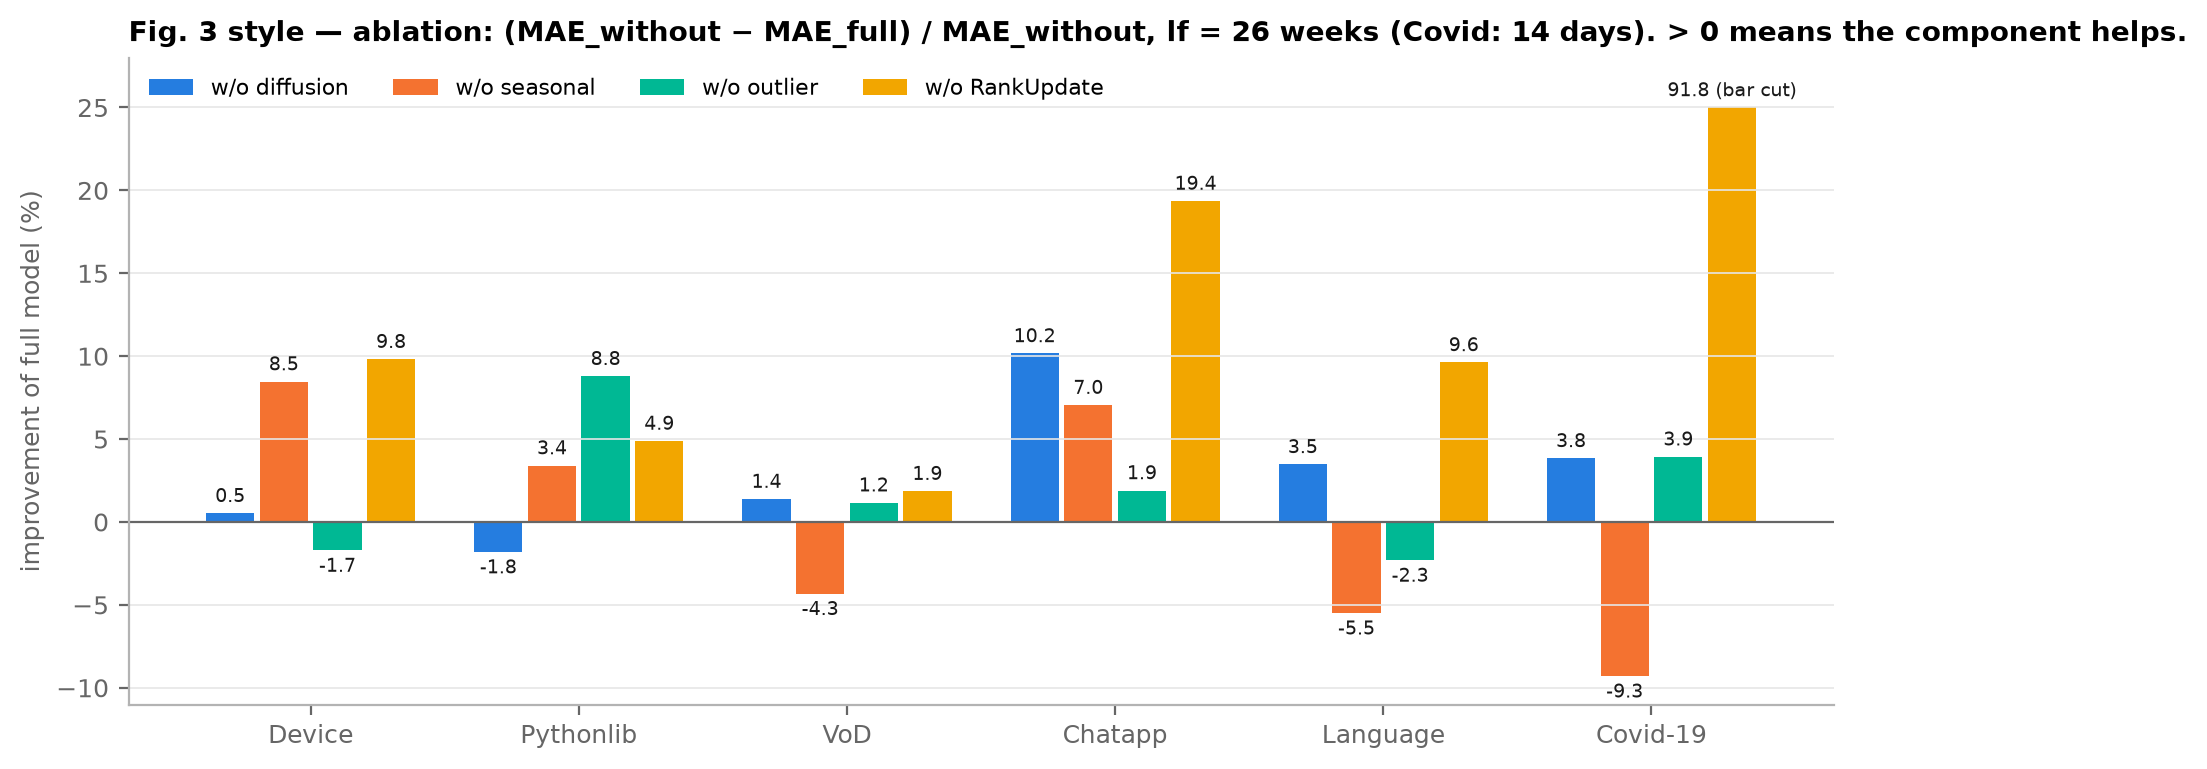 Fig. 3 style — ablation: (MAE_without − MAE_full) / MAE_without, lf = 26 weeks (Covid: 14 days). > 0 means the component helps.
w/o diffusion w/o seasonal w/o outlier w/o RankUpdate
91.8 (bar cut)
improvement of full model (%)
25
20
15
10
5
0
−5
−10
0.5 8.5 -1.7 9.8
-1.8 3.4 8.8 4.9
1.4 -4.3 1.2 1.9
10.2 7.0 1.9 19.4
3.5 -5.5 -2.3 9.6
3.8 -9.3 3.9
Device Pythonlib VoD Chatapp Language Covid-19